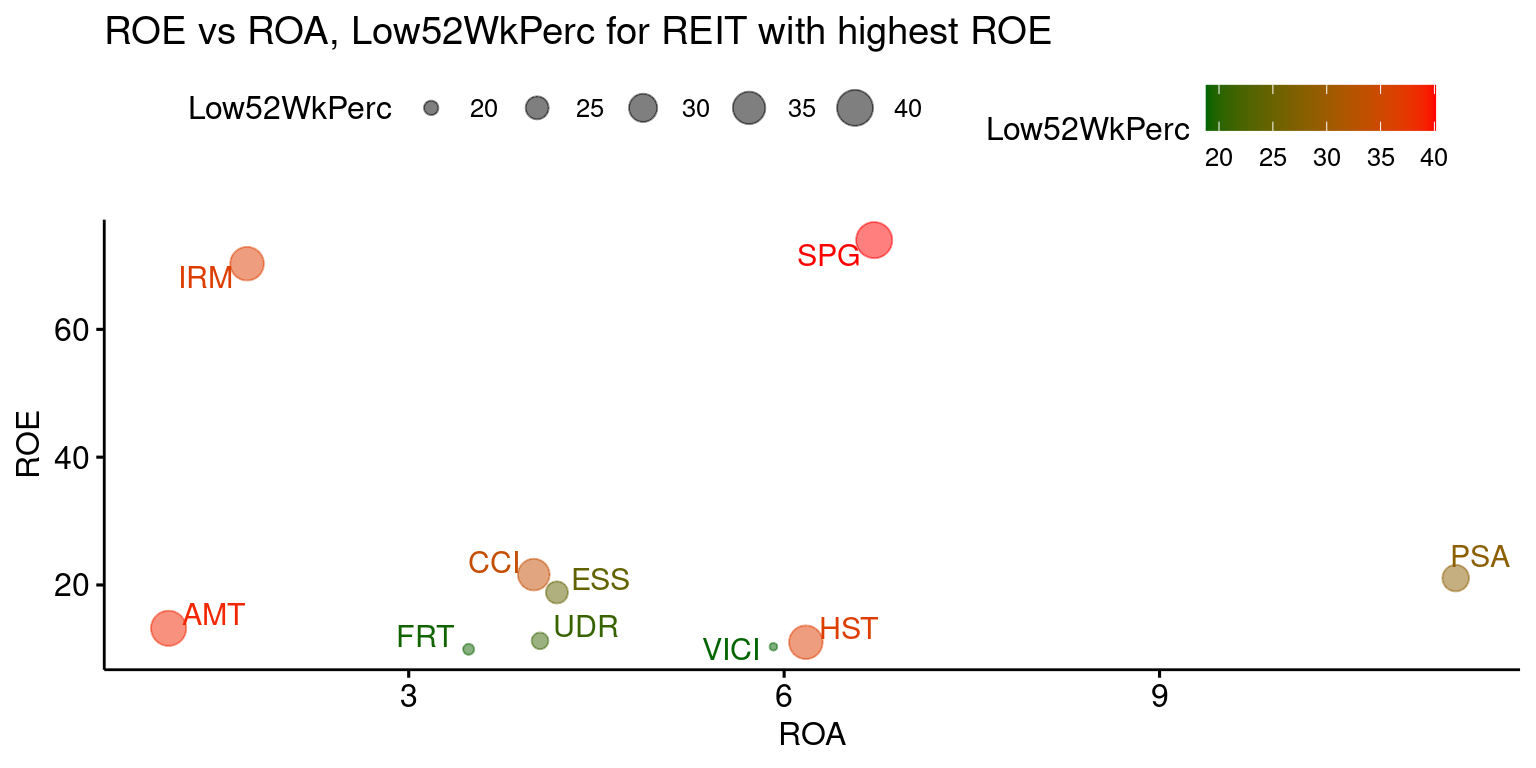 ROE vs ROA, Low52WkPerc for REIT with highest ROE
Low52WkPerc 20 25 30 35 40
Low52WkPerc
20 25 30 35 40
SPG
IRM
60
ROE
40
PSA
CCI
ESS
20
AMT
UDR
HST
FRT
VICI
3 6 9
ROA